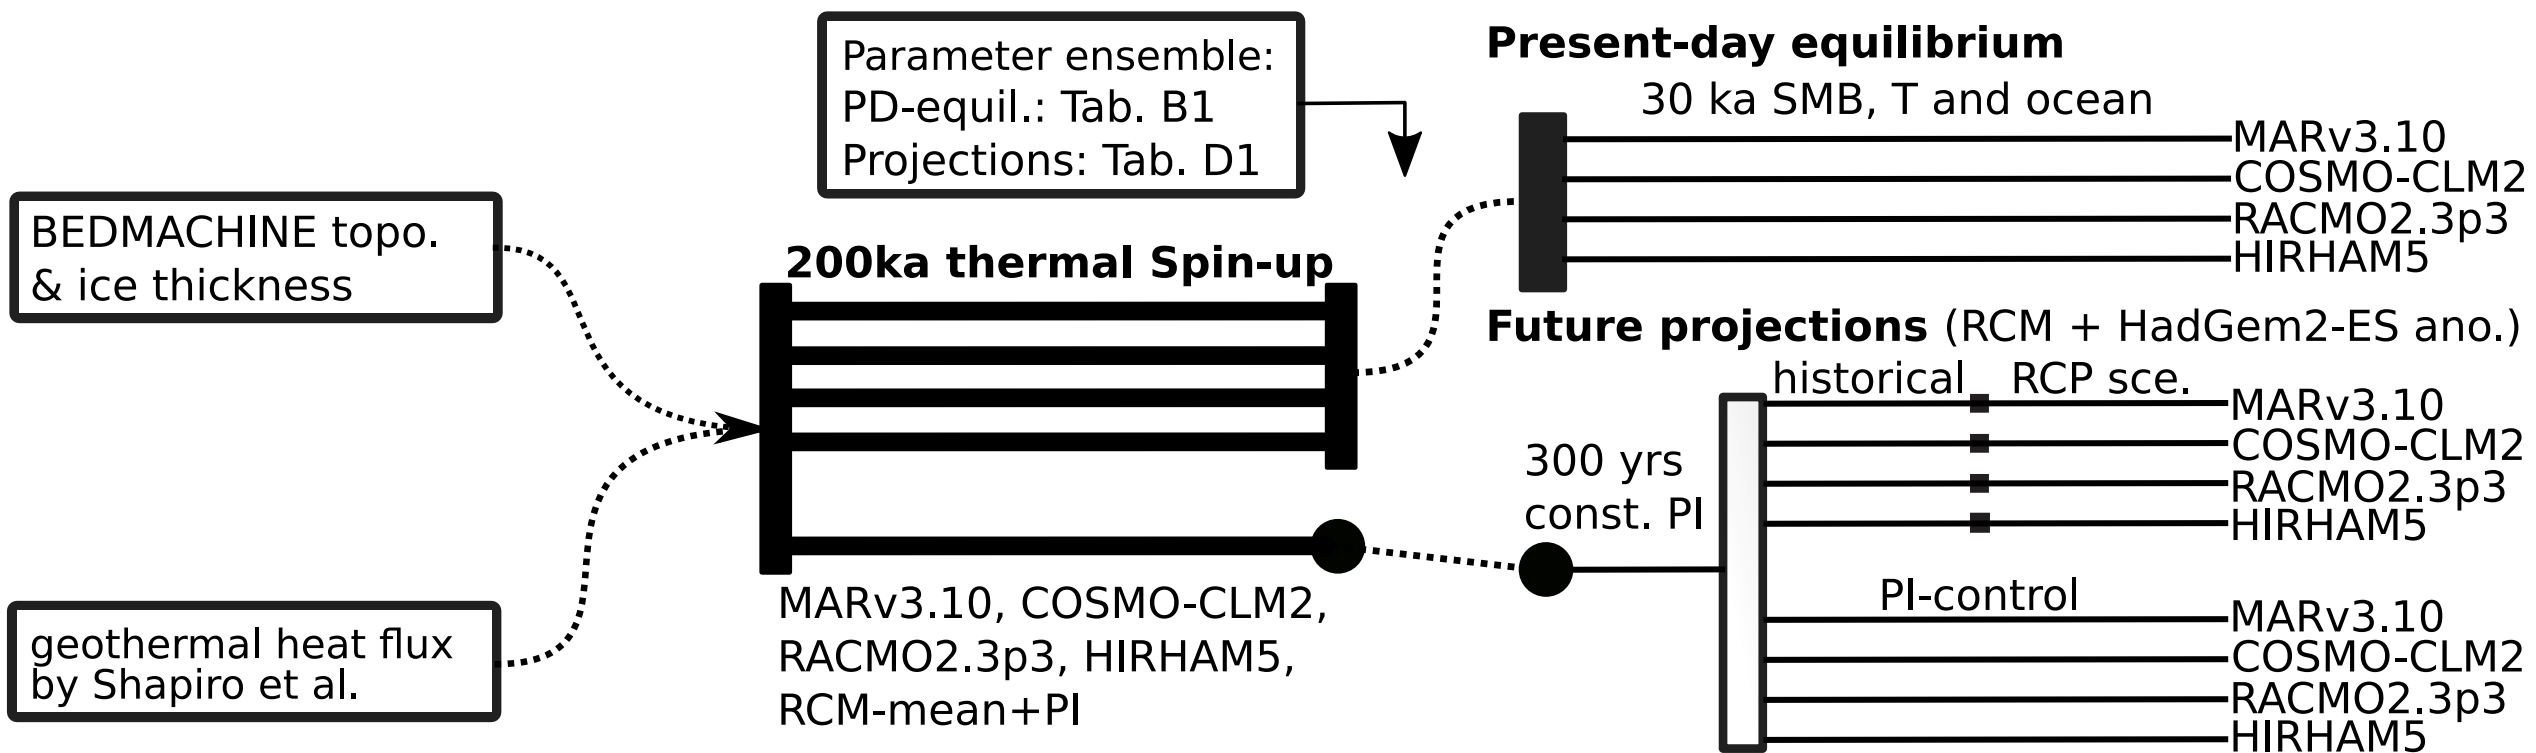 Parameter ensemble:
PD-equil.: Tab. B1
Projections: Tab. D1
BEDMACHINE topo.
& ice thickness
geothermal heat flux
by Shapiro et al.
200ka thermal Spin-up
MARv3.10, COSMO-CLM2,
RACMO2.3p3, HIRHAM5,
RCM-mean+PI
Present-day equilibrium
30 ka SMB, T and ocean
MARv3.10
COSMO-CLM2
RACMO2.3p3
HIRHAM5
Future projections (RCM + HadGem2-ES ano.)
historical RCP sce.
MARv3.10
COSMO-CLM2
RACMO2.3p3
HIRHAM5
300 yrs
const. PI
PI-control
MARv3.10
COSMO-CLM2
RACMO2.3p3
HIRHAM5